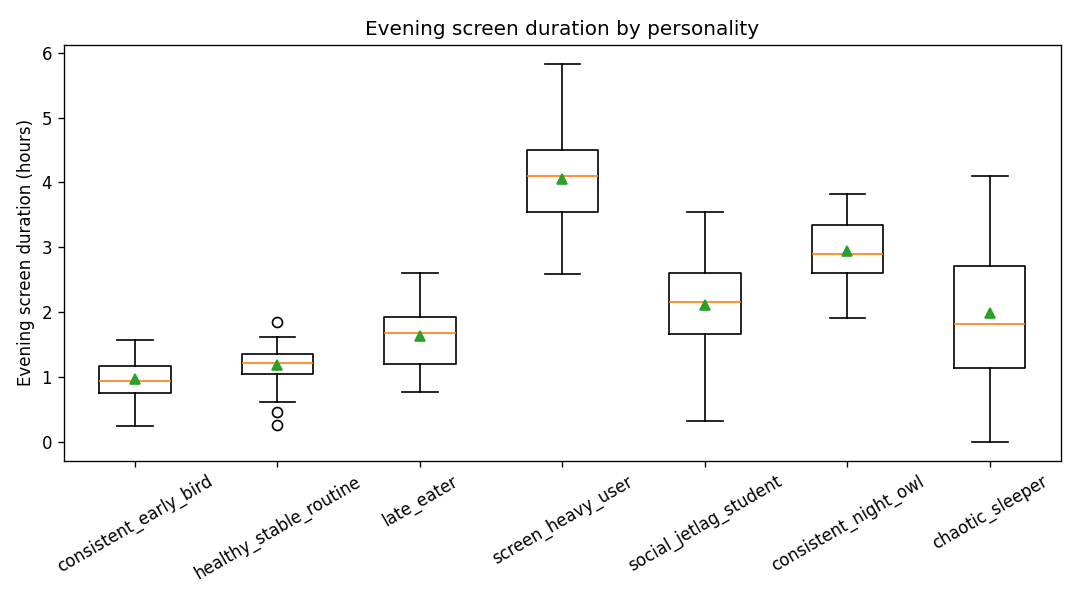 Evening screen duration by personality
Evening screen duration (hours)
6
5
4
3
2
1
0
consistent_early_bird
healthy_stable_routine
late_eater
screen_heavy_user
social_jetlag_student
consistent_night_owl
chaotic_sleeper